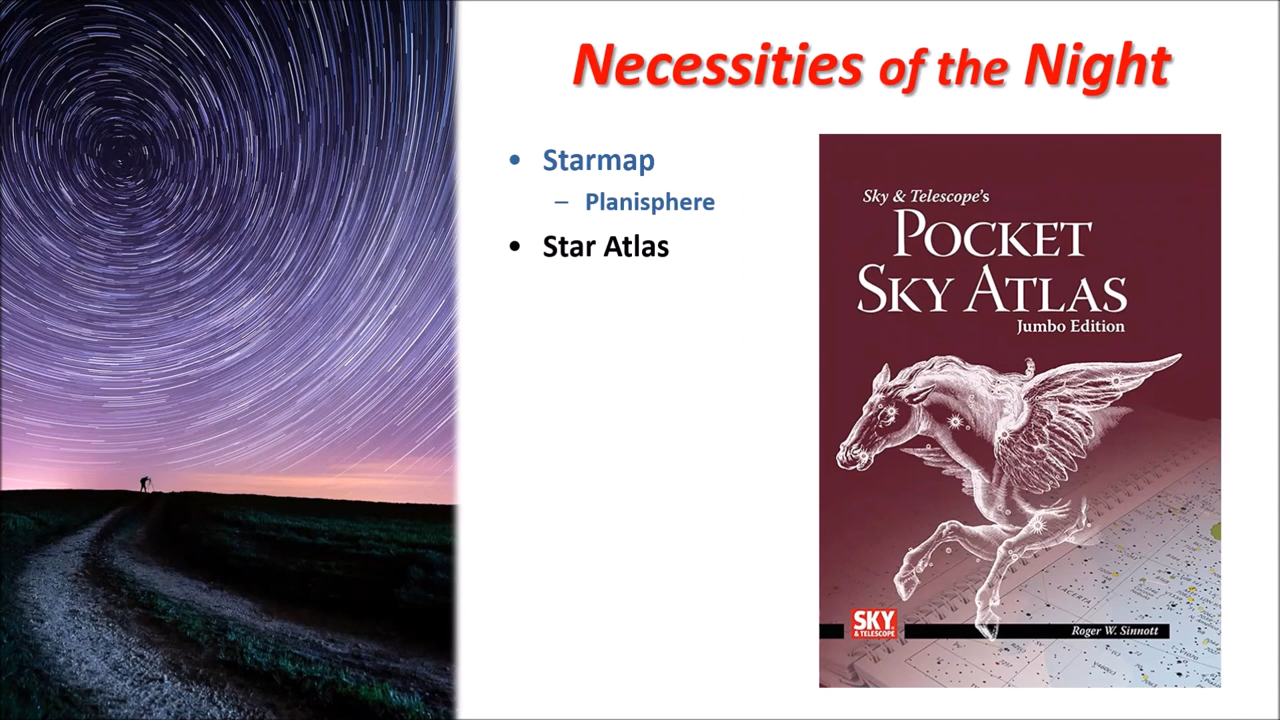 Necessities of the Night
• Starmap
– Planisphere
• Star Atlas
Sky & Telescope's
POCKET
SKY ATLAS
Jumbo Edition
LACERTA
SKY
& TELESCOPE
Roger W. Sinnott